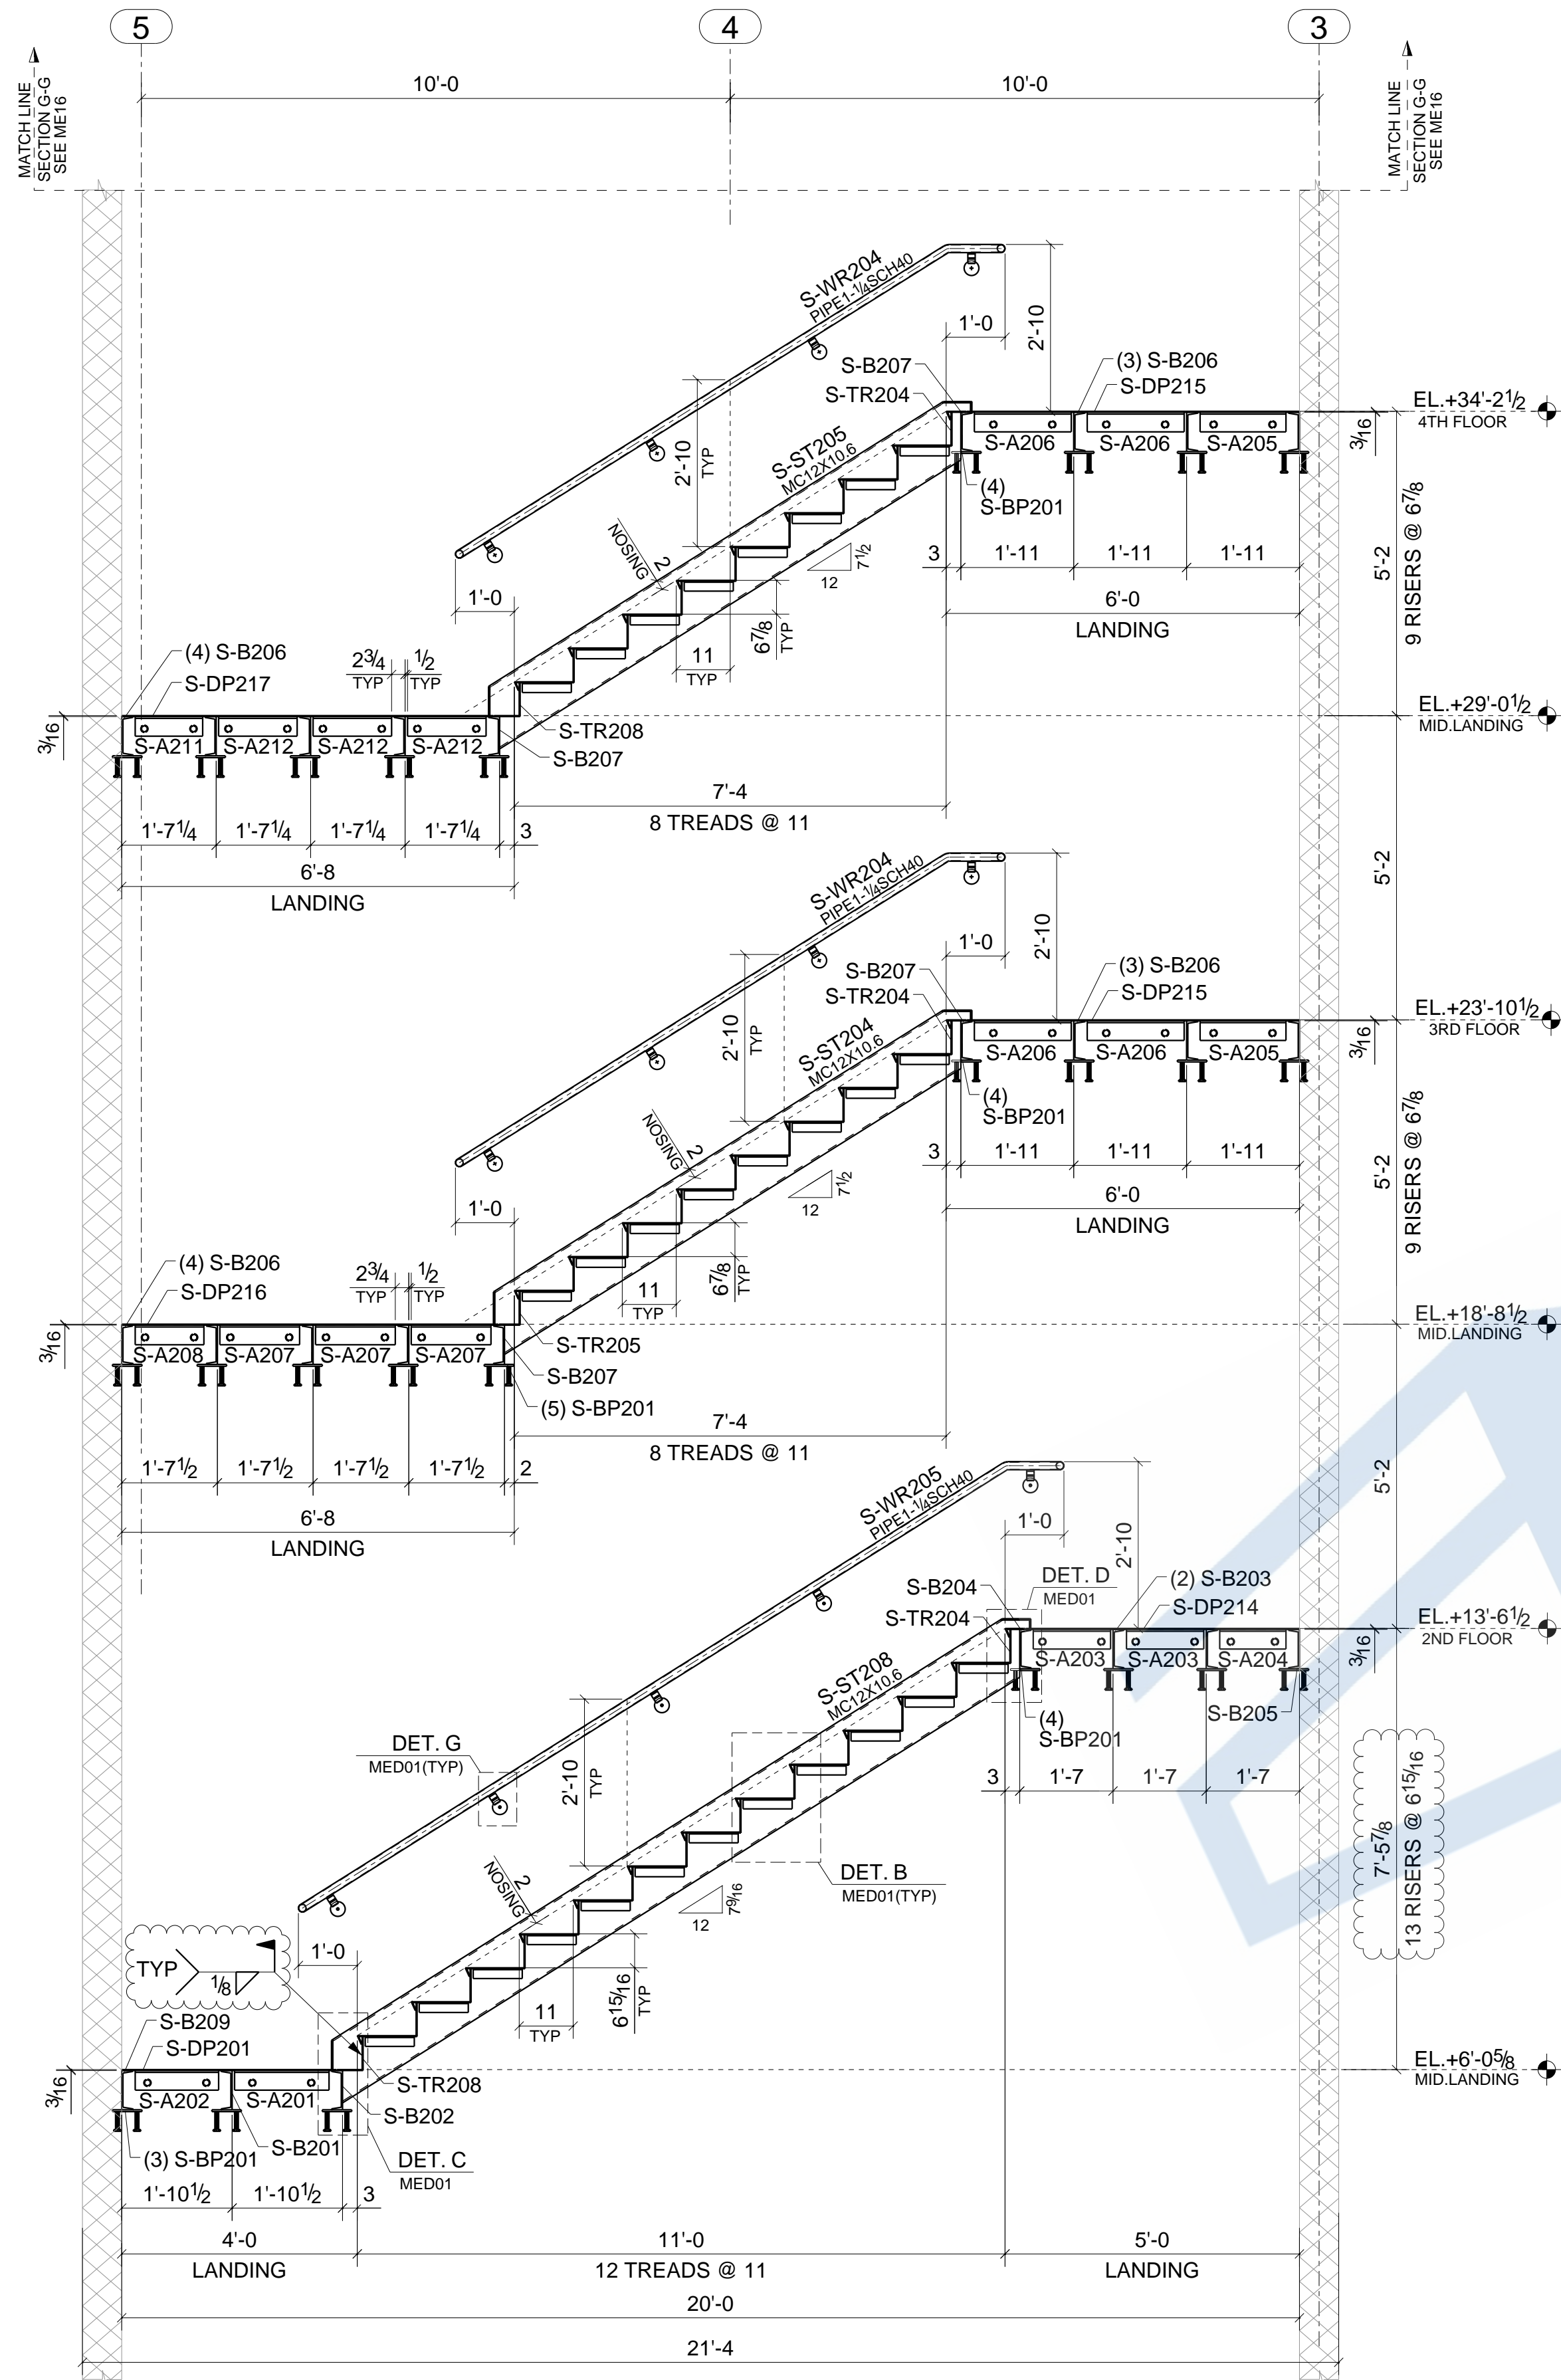 5
4
3
MATCH LINE
SECTION G-G
SEE ME16
10'-0
10'-0
MATCH LINE
SECTION G-G
SEE ME16
S-WR204
PIPE1-1/4SCH40
1'-0
2'-10
S-B207
S-TR204
(3) S-B206
S-DP215
EL.+34'-2 1/2
4TH FLOOR
3/16
S-A206
S-A206
S-A205
2'-10
TYP
S-ST205
MC12X10.6
(4)
S-BP201
2
NOSING
12
7 1/2
3
1'-11
1'-11
1'-11
5'-2
9 RISERS @ 6 7/8
1'-0
6 7/8
TYP
11
TYP
6'-0
LANDING
(4) S-B206
S-DP217
2 3/4
TYP
1/2
TYP
EL.+29'-0 1/2
MID.LANDING
3/16
S-A211
S-A212
S-A212
S-A212
S-TR208
S-B207
7'-4
8 TREADS @ 11
1'-7 1/4
1'-7 1/4
1'-7 1/4
1'-7 1/4
3
6'-8
LANDING
5'-2
S-WR204
PIPE1-1/4SCH40
1'-0
2'-10
S-B207
S-TR204
(3) S-B206
S-DP215
EL.+23'-10 1/2
3RD FLOOR
3/16
S-A206
S-A206
S-A205
2'-10
TYP
S-ST204
MC12X10.6
(4)
S-BP201
2
NOSING
12
7 1/2
3
1'-11
1'-11
1'-11
5'-2
9 RISERS @ 6 7/8
1'-0
6 7/8
TYP
11
TYP
6'-0
LANDING
(4) S-B206
S-DP216
2 3/4
TYP
1/2
TYP
EL.+18'-8 1/2
MID.LANDING
3/16
S-A208
S-A207
S-A207
S-A207
S-TR205
S-B207
(5) S-BP201
7'-4
8 TREADS @ 11
1'-7 1/2
1'-7 1/2
1'-7 1/2
1'-7 1/2
2
6'-8
LANDING
5'-2
S-WR205
PIPE1-1/4SCH40
1'-0
2'-10
S-B204
S-TR204
DET. D
MED01
(2) S-B203
S-DP214
EL.+13'-6 1/2
2ND FLOOR
3/16
S-A203
S-A203
S-A204
S-ST208
MC12X10.6
(4)
S-BP201
S-B205
DET. G
MED01(TYP)
2'-10
TYP
3
1'-7
1'-7
1'-7
7'-5 7/8
13 RISERS @ 6 15/16
DET. B
MED01(TYP)
2
NOSING
12
7 9/16
TYP
1/8
1'-0
6 15/16
TYP
11
TYP
S-B209
S-DP201
EL.+6'-0 5/8
MID.LANDING
3/16
S-A202
S-A201
S-TR208
S-B202
(3) S-BP201
S-B201
DET. C
MED01
1'-10 1/2
1'-10 1/2
3
4'-0
LANDING
11'-0
12 TREADS @ 11
5'-0
LANDING
20'-0
21'-4